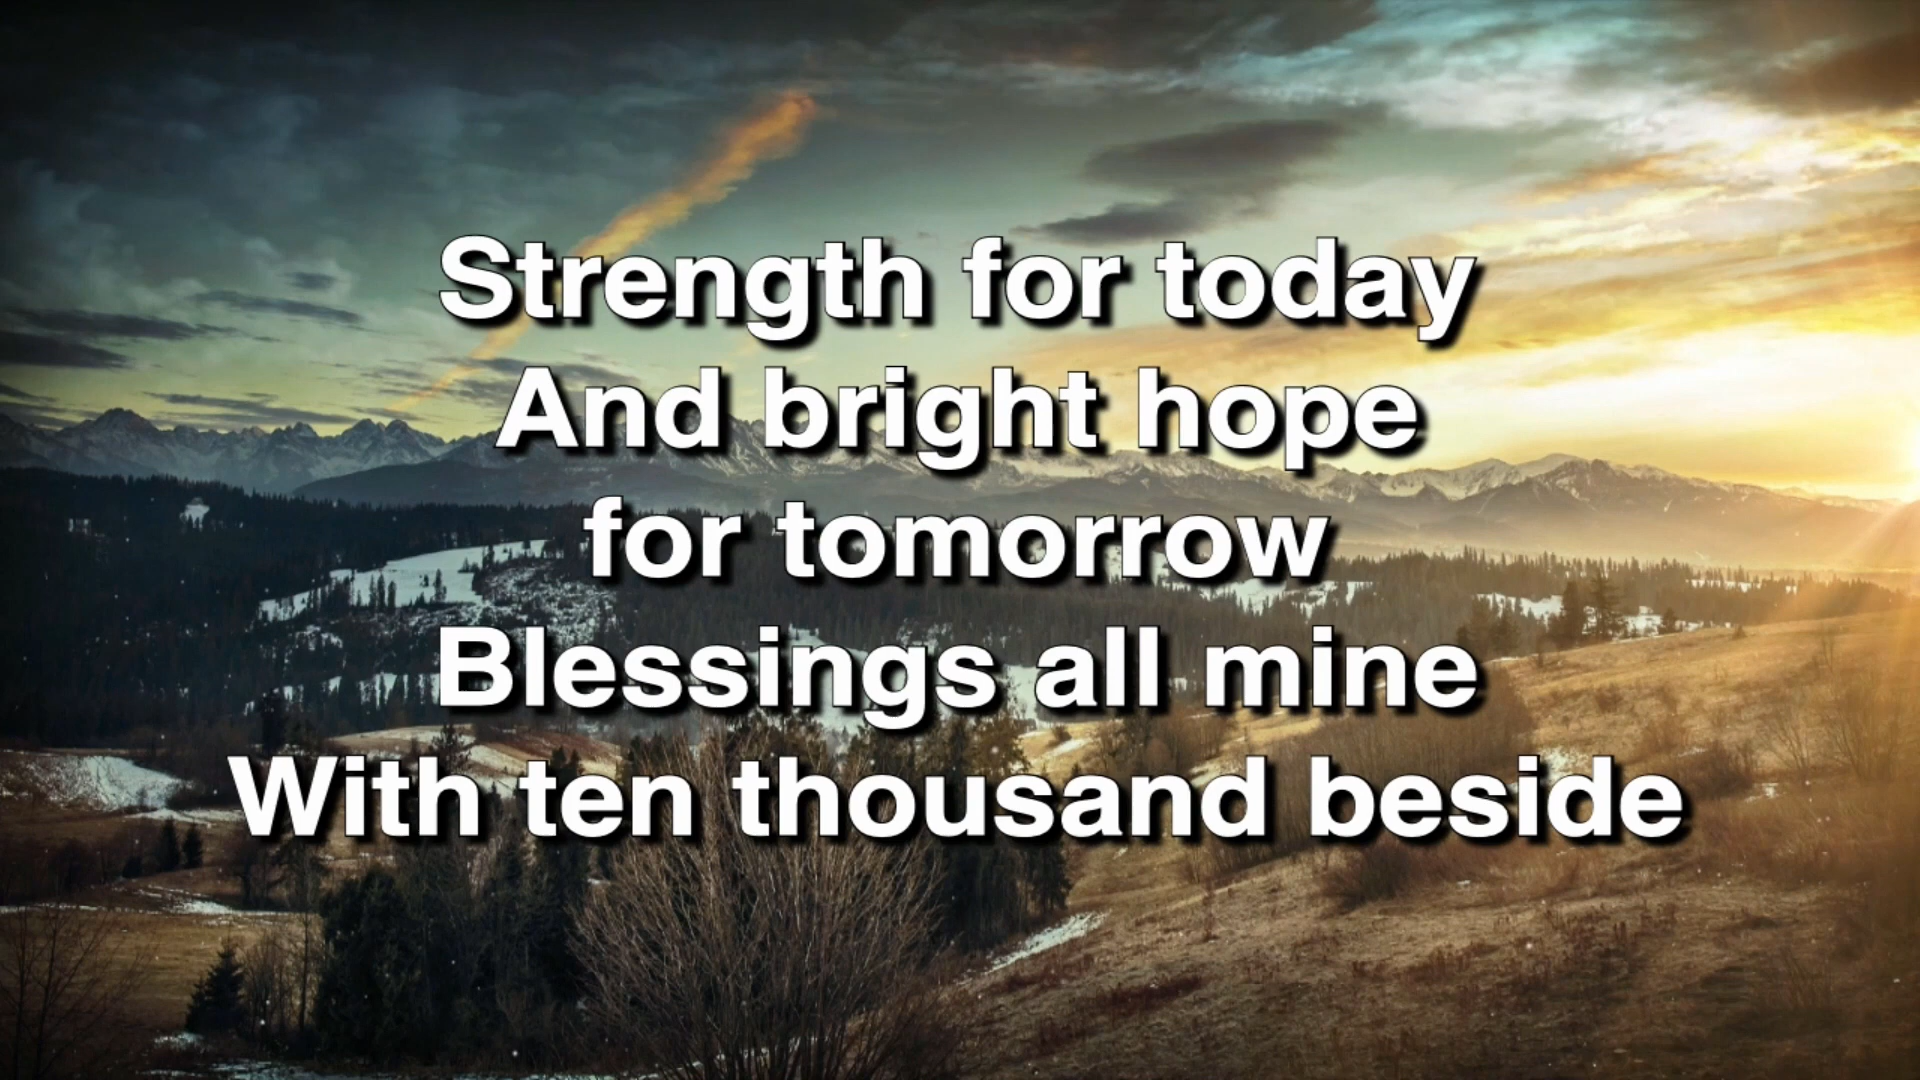 Strength for today
And bright hope
for tomorrow
Blessings all mine
With ten thousand beside